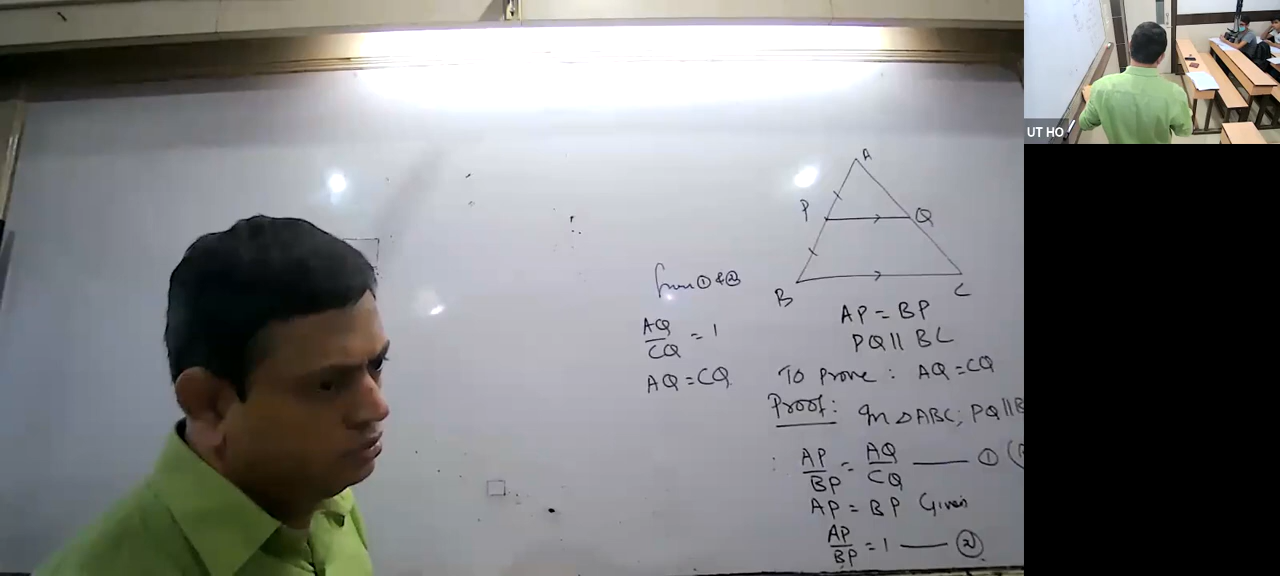 UT HO
A
P
Q
B
C
AP = BP
PQ || BC
To Prove : AQ = CQ
Proof: In △ABC, PQ || B
∴ AP/BP = AQ/CQ —— ①
AP = BP Given
AP/BP = 1 —— ②
from ① & ②
AQ/CQ = 1
AQ = CQ